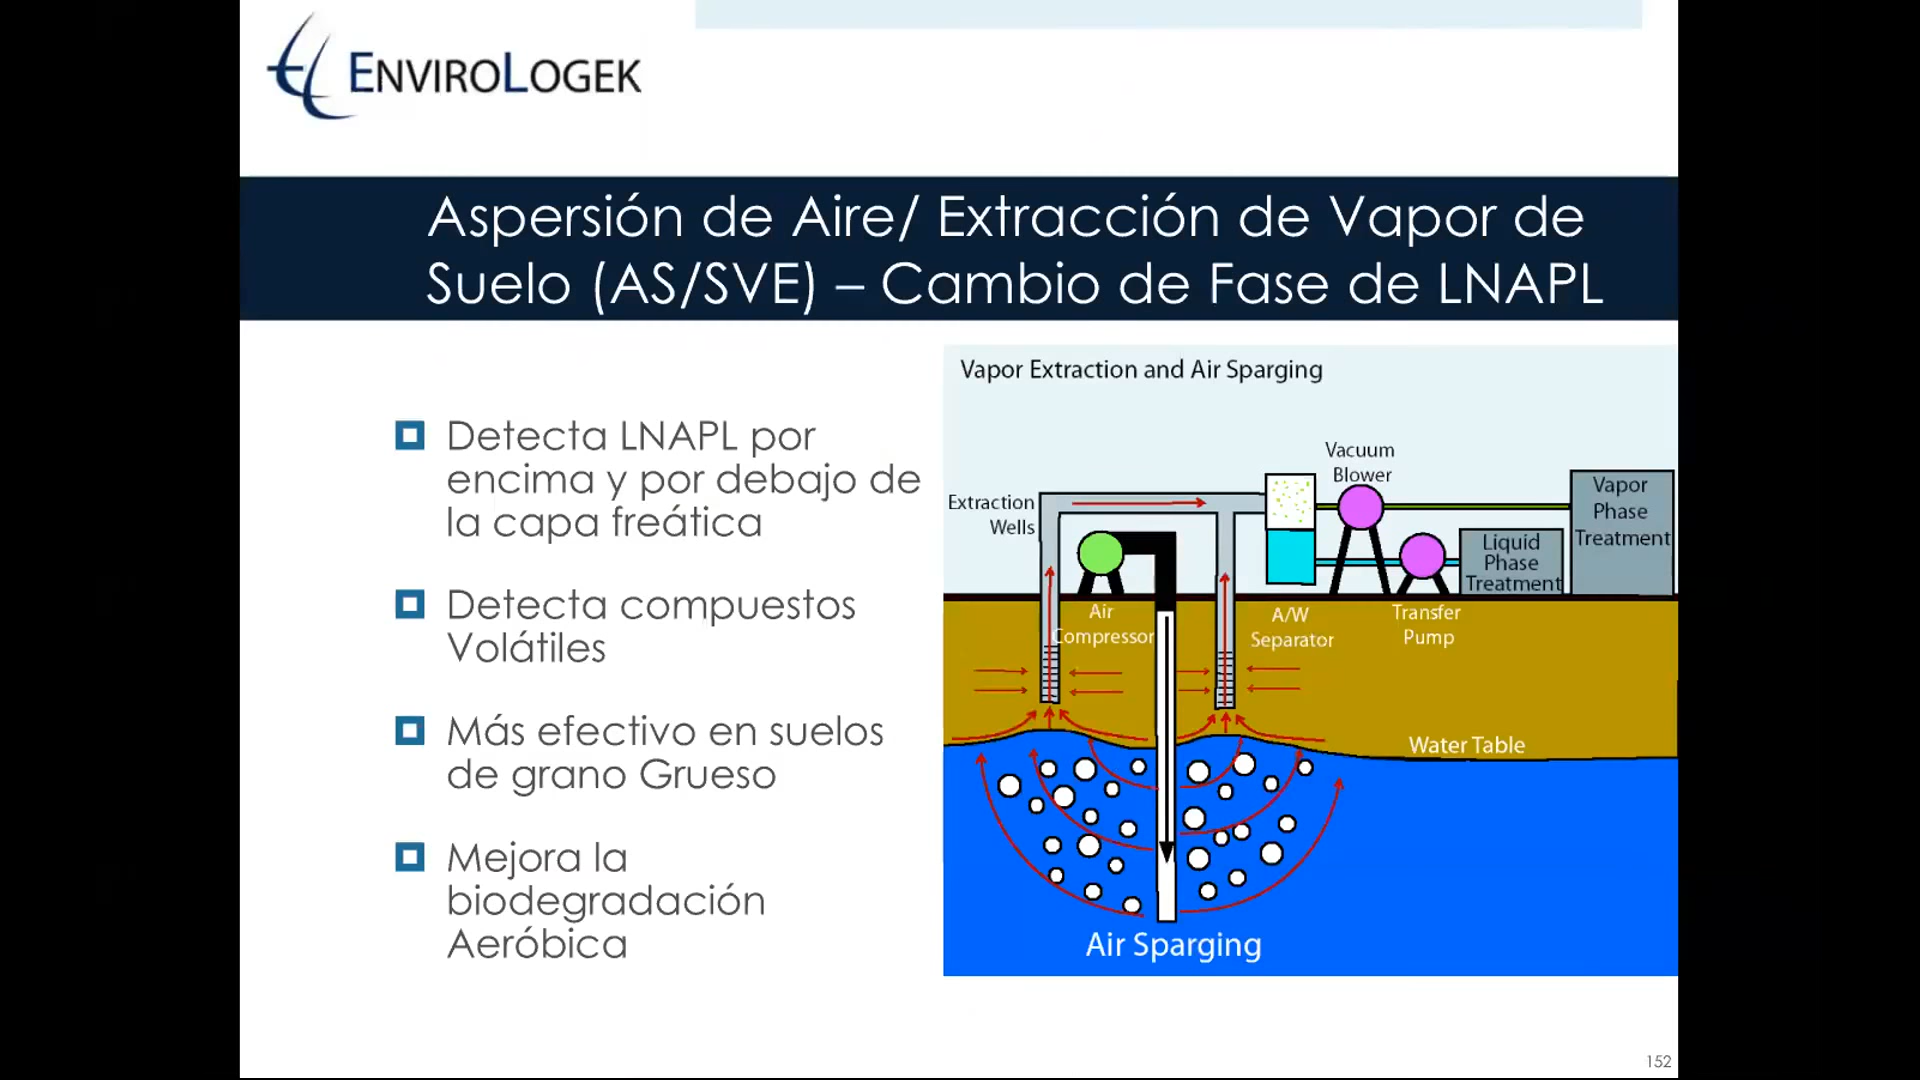 ENVIROLOGEK
Aspersión de Aire/ Extracción de Vapor de
Suelo (AS/SVE) – Cambio de Fase de LNAPL
Detecta LNAPL por
encima y por debajo de
la capa freática
Detecta compuestos
Volátiles
Más efectivo en suelos
de grano Grueso
Mejora la
biodegradación
Aeróbica
Vapor Extraction and Air Sparging
Vacuum
Blower
Extraction
Wells
Vapor
Phase
Treatment
Liquid
Phase
Treatment
Air
Compressor
A/W
Separator
Transfer
Pump
Water Table
Air Sparging
152